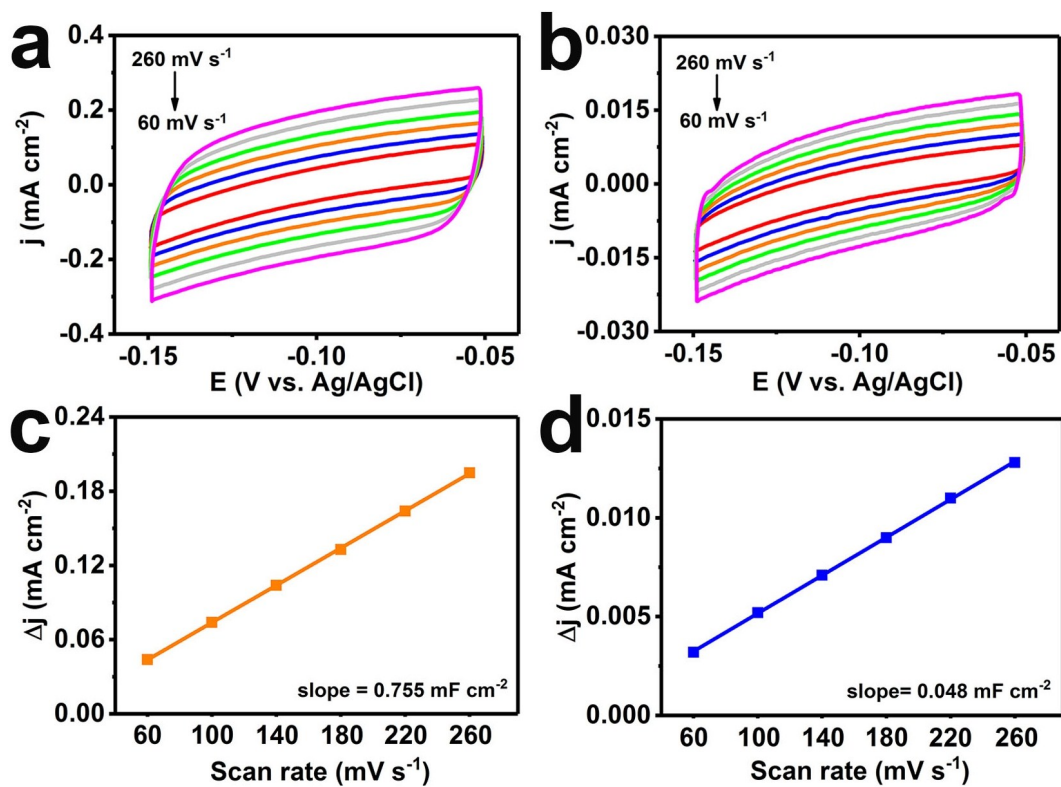 a
260 mV s⁻¹
60 mV s⁻¹
0.4
0.2
0.0
-0.2
-0.4
j (mA cm⁻²)
-0.15
-0.10
-0.05
E (V vs. Ag/AgCl)
b
260 mV s⁻¹
60 mV s⁻¹
0.030
0.015
0.000
-0.015
-0.030
j (mA cm⁻²)
-0.15
-0.10
-0.05
E (V vs. Ag/AgCl)
c
0.24
0.18
0.12
0.06
0.00
Δj (mA cm⁻²)
slope = 0.755 mF cm⁻²
60 100 140 180 220 260
Scan rate (mV s⁻¹)
d
0.015
0.010
0.005
0.000
Δj (mA cm⁻²)
slope= 0.048 mF cm⁻²
60 100 140 180 220 260
Scan rate (mV s⁻¹)